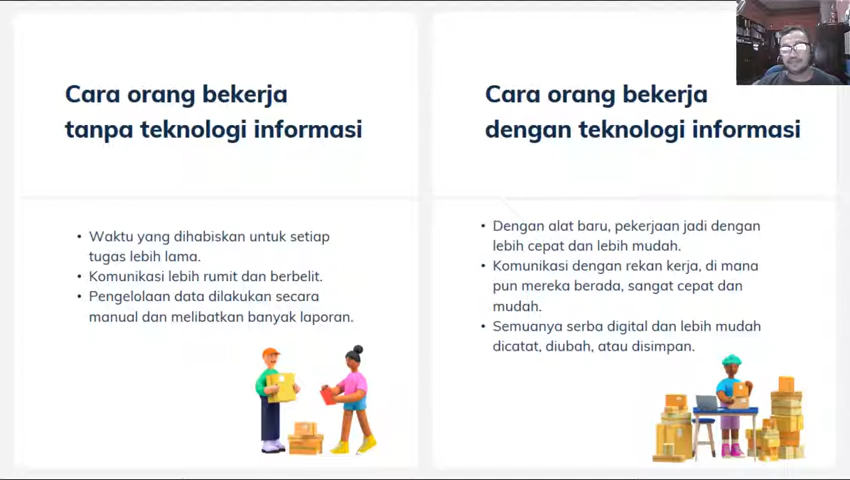 Cara orang bekerja
tanpa teknologi informasi
• Waktu yang dihabiskan untuk setiap
tugas lebih lama.
• Komunikasi lebih rumit dan berbelit.
• Pengelolaan data dilakukan secara
manual dan melibatkan banyak laporan.
Cara orang bekerja
dengan teknologi informasi
• Dengan alat baru, pekerjaan jadi dengan
lebih cepat dan lebih mudah.
• Komunikasi dengan rekan kerja, di mana
pun mereka berada, sangat cepat dan
mudah.
• Semuanya serba digital dan lebih mudah
dicatat, diubah, atau disimpan.